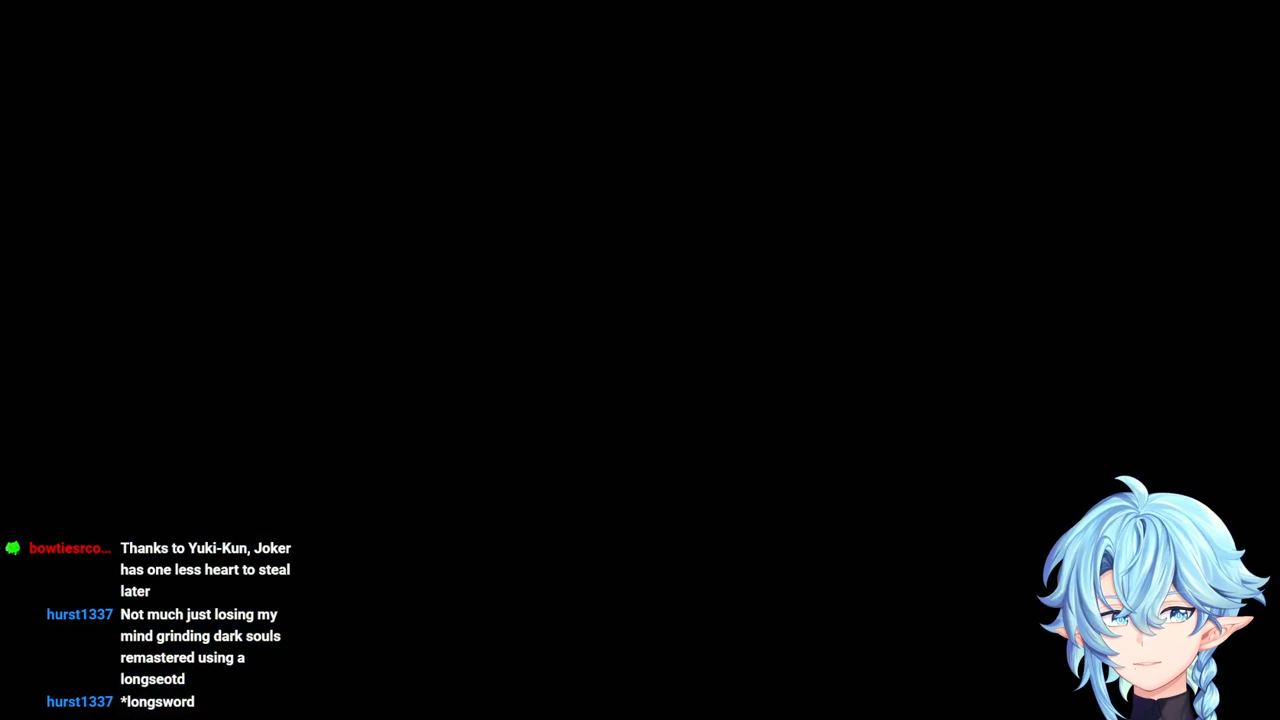 bowtiesrco... Thanks to Yuki-Kun, Joker
has one less heart to steal
later
hurst1337 Not much just losing my
mind grinding dark souls
remastered using a
longseotd
hurst1337 *longsword